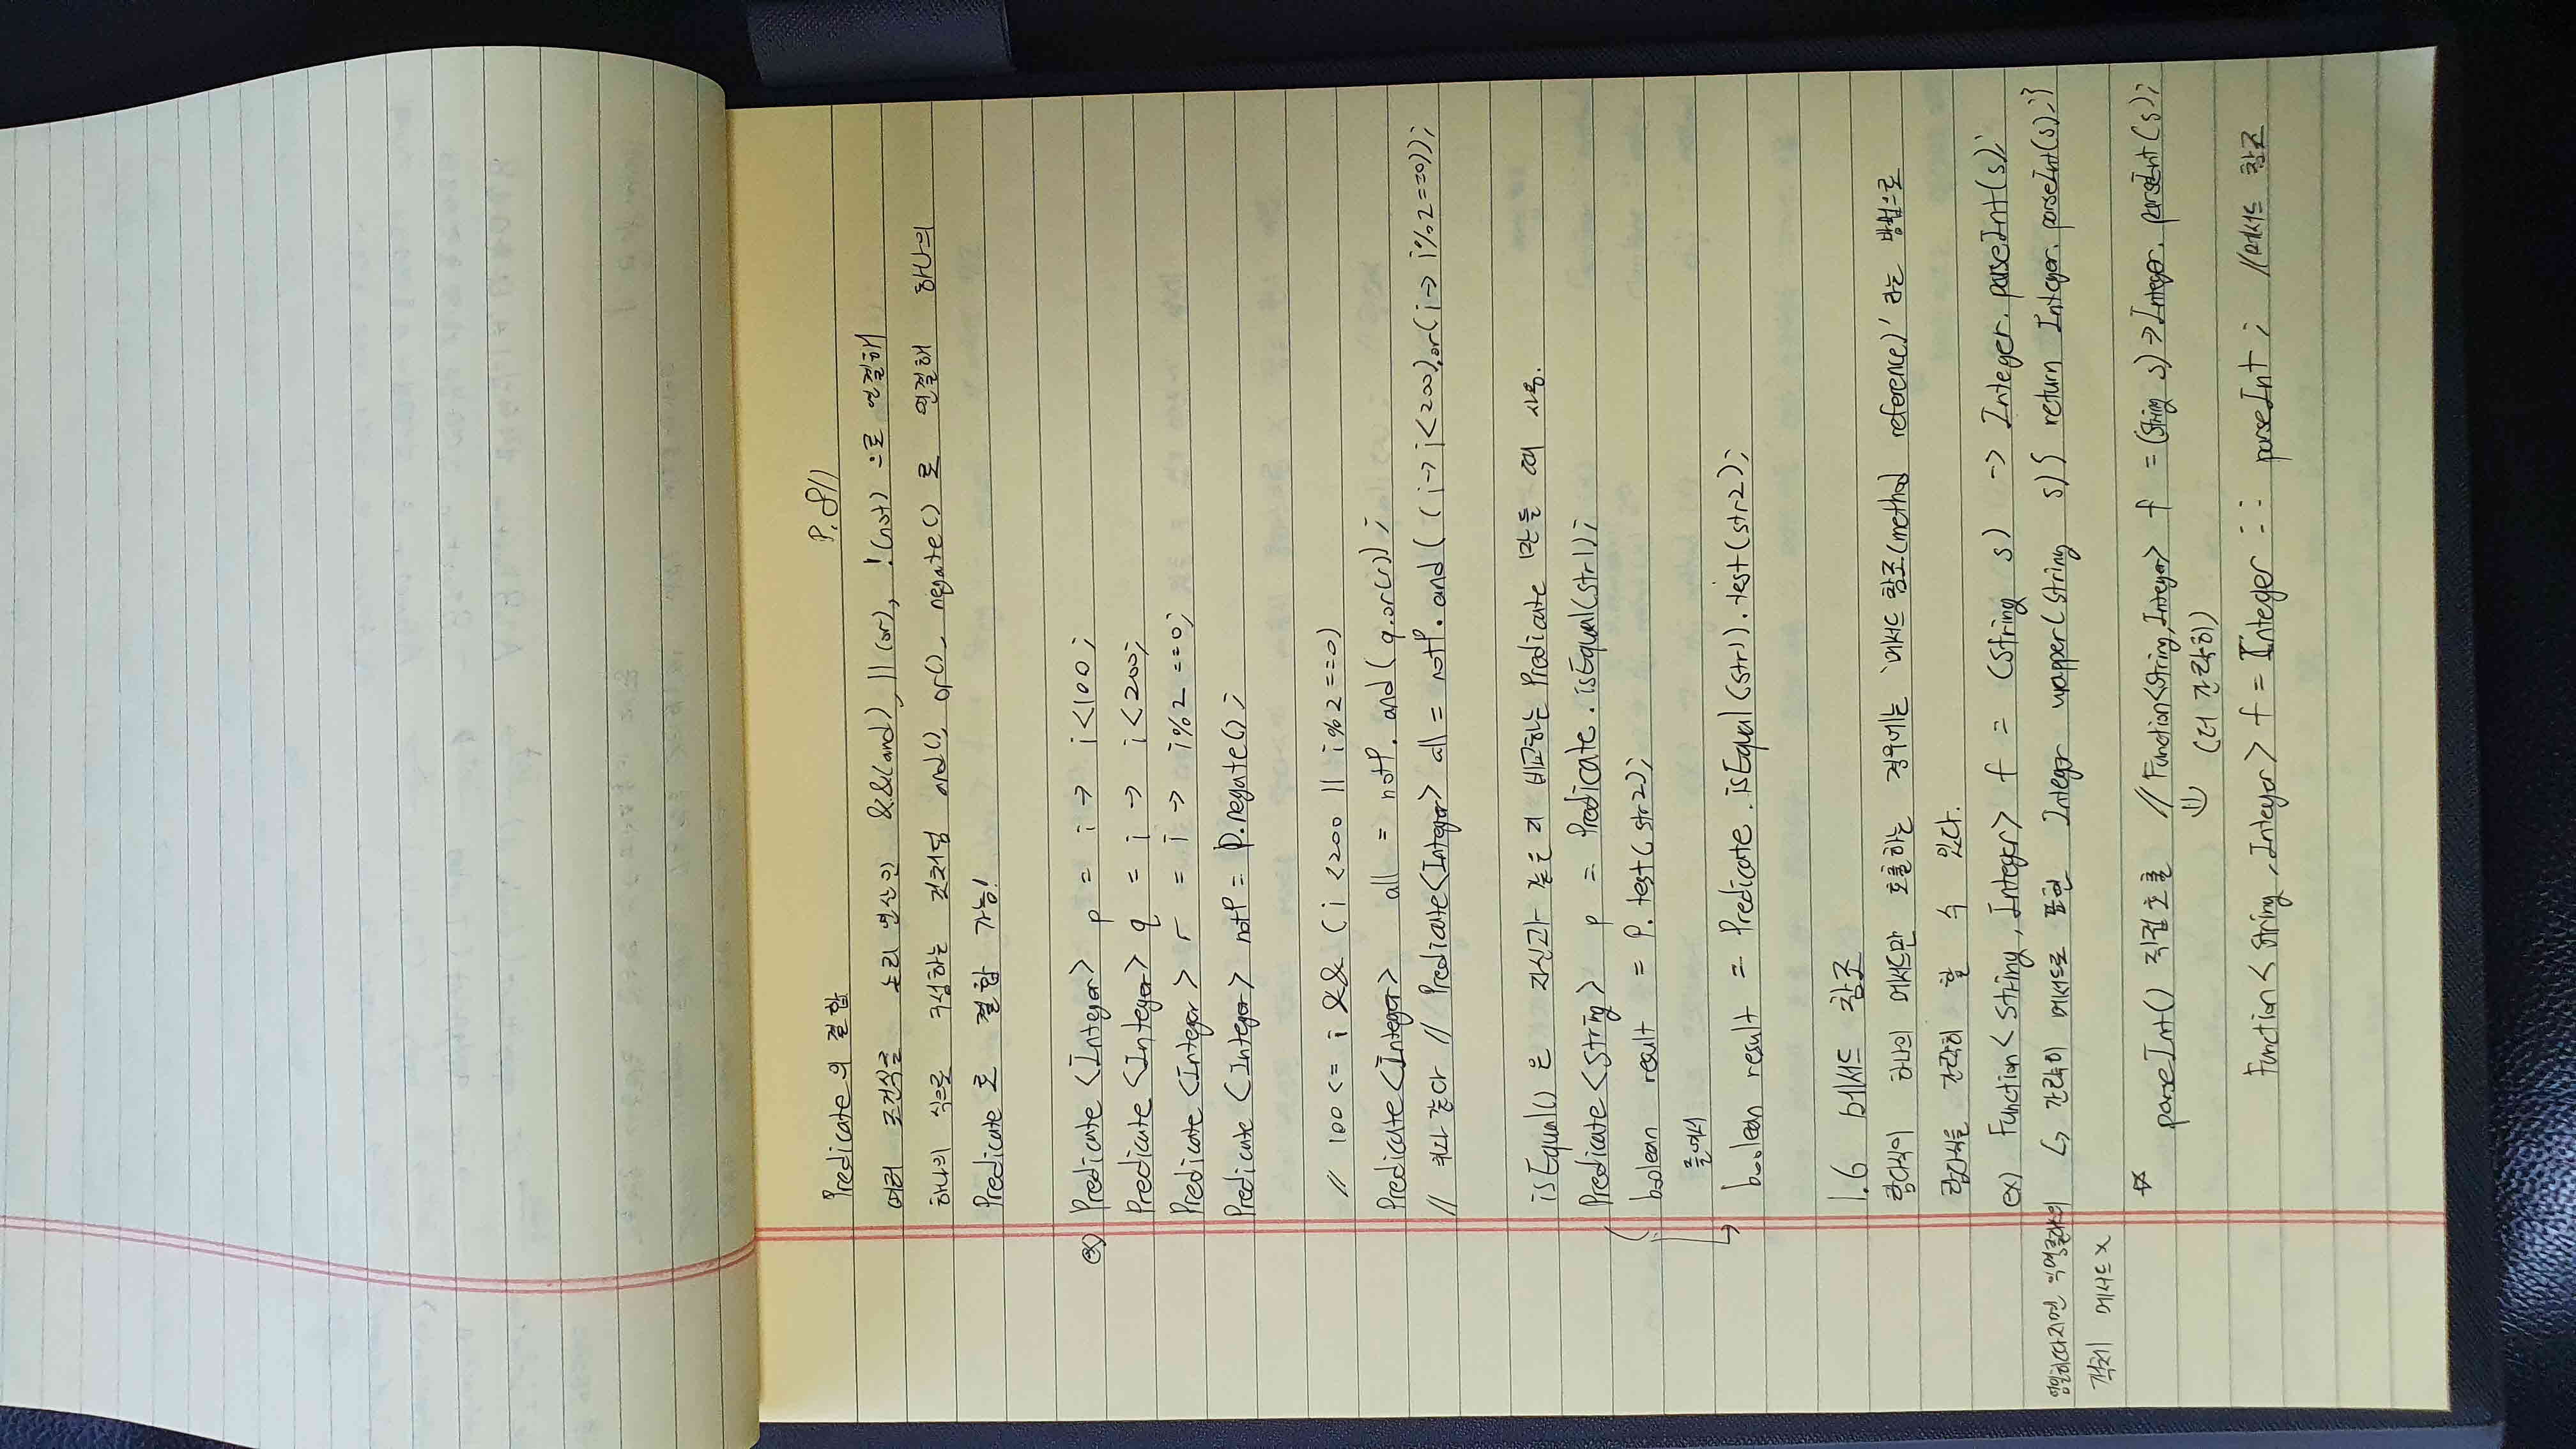 P. 811
Predicate의 결합
여러 조건식을 논리 연산인 &&(and), ||(or), !(not) 으로 연결해
하나의 식으로 구성하는 것처럼 and(), or(), negate() 로 연결해 하나의
Predicate로 결합 가능!
ex) Predicate <Integer> p = i → i<100;
Predicate <Integer> q = i → i<200;
Predicate <Integer> r = i → i%2 ==0;
Predicate <Integer> notP = p.negate();
// 100 <= i && (i <200 || i%2==0)
Predicate<Integer> all = notP. and( q.or(r));
// 위와 같다 // Predicate<Integer> all = notP. and( (i→i<200).or(i→ i%2==0));
isEqual()은 자신과 같은 지 비교하는 Predicate 만들 때 사용.
Predicate <String> p = Predicate . isEqual(str1);
boolean result = P. test( str2);
줄여서
boolean result = Predicate . isEqual (str1). test(str2);
1.6 메서드 참조
람다식이 하나의 메서드만 호출하는 경우에는 '메서드 참조(method reference)' 라는 방법으로
람다식을 간략히 할 수 있다.
ex) Function< String, Integer> f = (String s) -> Integer. parseInt(s);
엄밀히따지면 익명클래스의 ↳ 간략히 메서드로 표현 Integer wrapper(String s){ return Integer. parseInt(s);}
객체 메서드 x
☆ parseInt() 직접 호출 // Function<String,Integer> f = (String s)→Integer. parseInt(s);
⇓ (더 간략히)
Function< String , Integer> f = Integer :: parseInt ; //메서드 참조